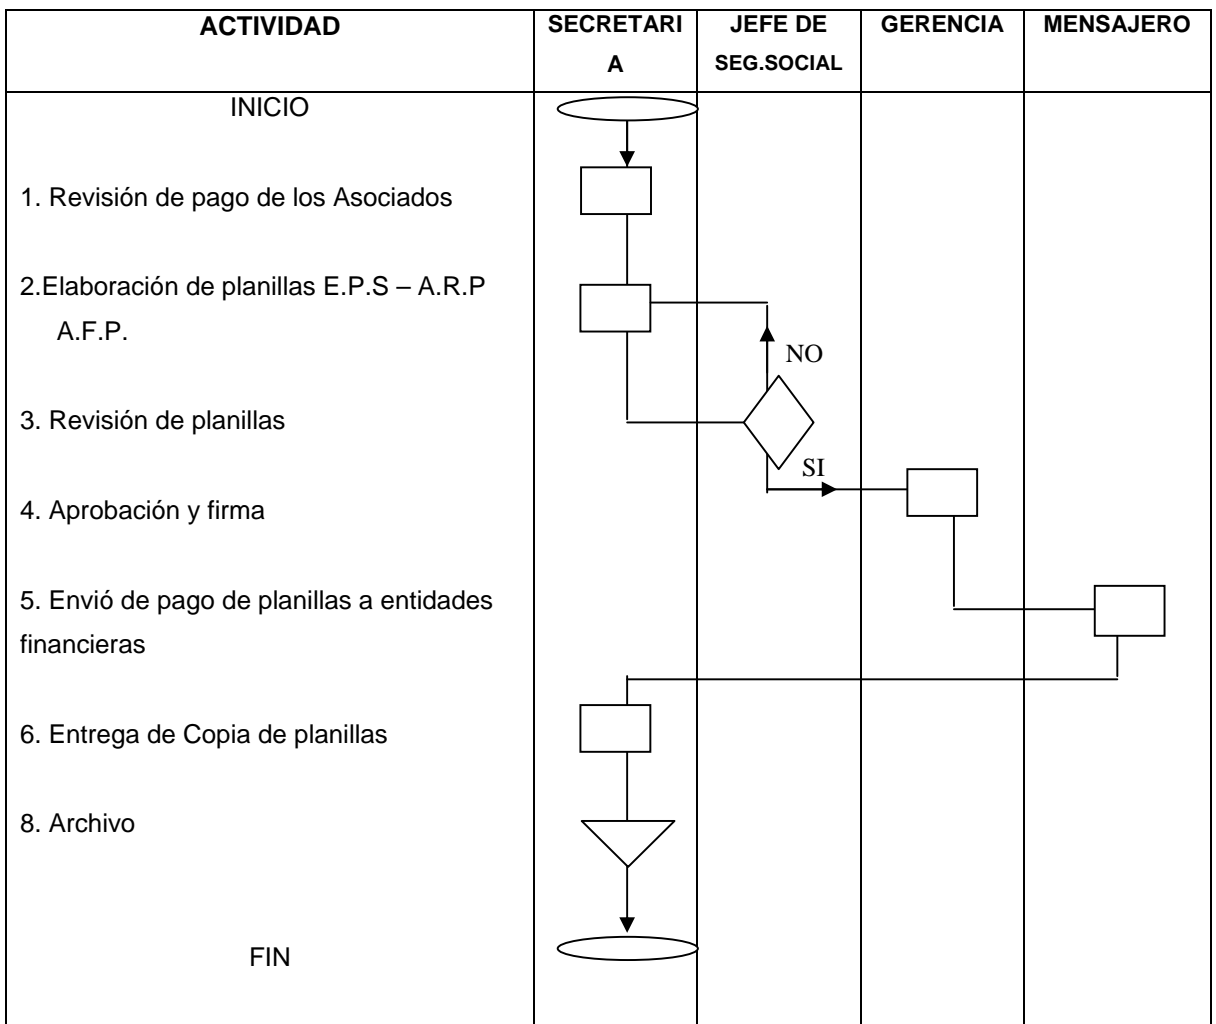 ACTIVIDAD
SECRETARI
A
JEFE DE
SEG.SOCIAL
GERENCIA
MENSAJERO
INICIO
1. Revisión de pago de los Asociados
2.Elaboración de planillas E.P.S – A.R.P
A.F.P.
NO
3. Revisión de planillas
SI
4. Aprobación y firma
5. Envió de pago de planillas a entidades
financieras
6. Entrega de Copia de planillas
8. Archivo
FIN